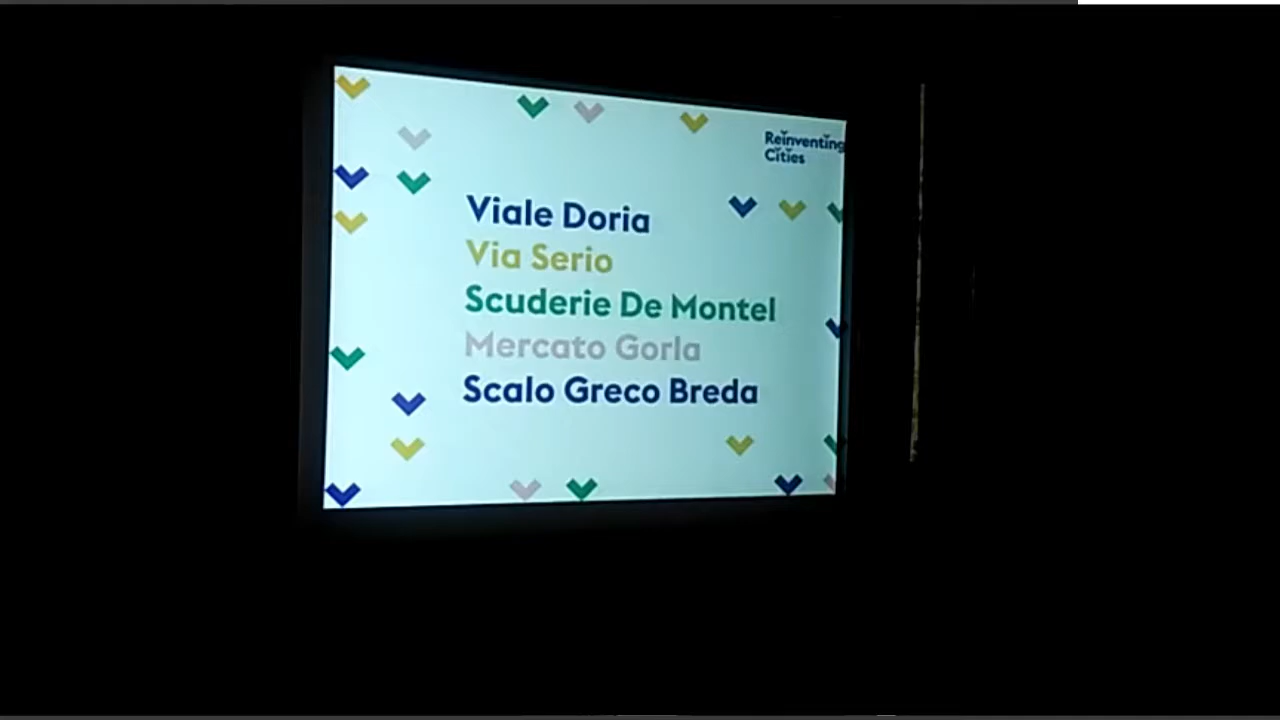 Reinventing
Cities
Viale Doria
Via Serio
Scuderie De Montel
Mercato Gorla
Scalo Greco Breda